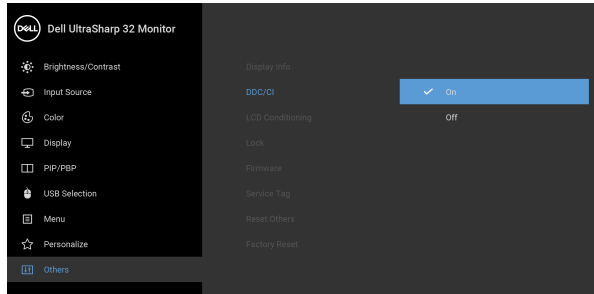 DELL Dell UltraSharp 32 Monitor
Brightness/Contrast
Display Info
Input Source
DDC/CI
On
Color
LCD Conditioning
Off
Display
Lock
PIP/PBP
Firmware
USB Selection
Service Tag
Menu
Reset Others
Personalize
Factory Reset
Others